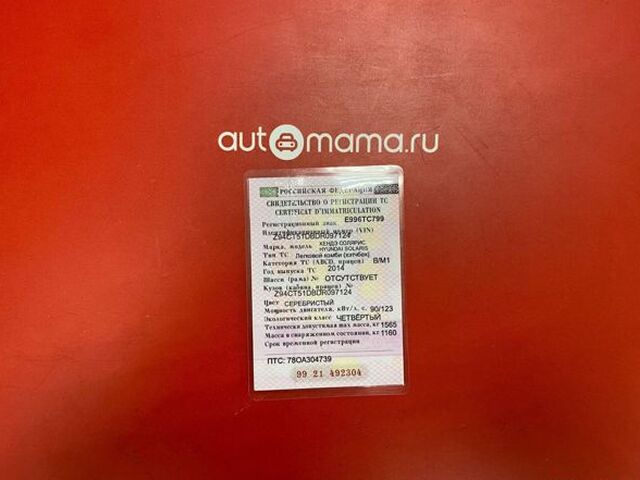 automama.ru
РОССИЙСКАЯ ФЕДЕРАЦИЯ
СВИДЕТЕЛЬСТВО О РЕГИСТРАЦИИ ТС
CERTIFICAT D'IMMATRICULATION
Регистрационный знак Е996ТС799
Идентификационный номер (VIN)
Z94CT51DBDR097124
Марка, модель ХЕНДЭ СОЛЯРИС
HYUNDAI SOLARIS
Тип ТС Легковой комби (хэтчбек)
Категория ТС (ABCD, прицеп) B/M1
Год выпуска ТС 2014
Шасси (рама) № ОТСУТСТВУЕТ
Кузов (кабина, прицеп) №
Z94CT51DBDR097124
Цвет СЕРЕБРИСТЫЙ
Мощность двигателя, кВт/л. с. 90/123
Экологический класс ЧЕТВЕРТЫЙ
Технически допустимая max масса, кг 1565
Масса в снаряженном состоянии, кг 1160
Срок временной регистрации
ПТС: 78ОА304739
99 21 492304